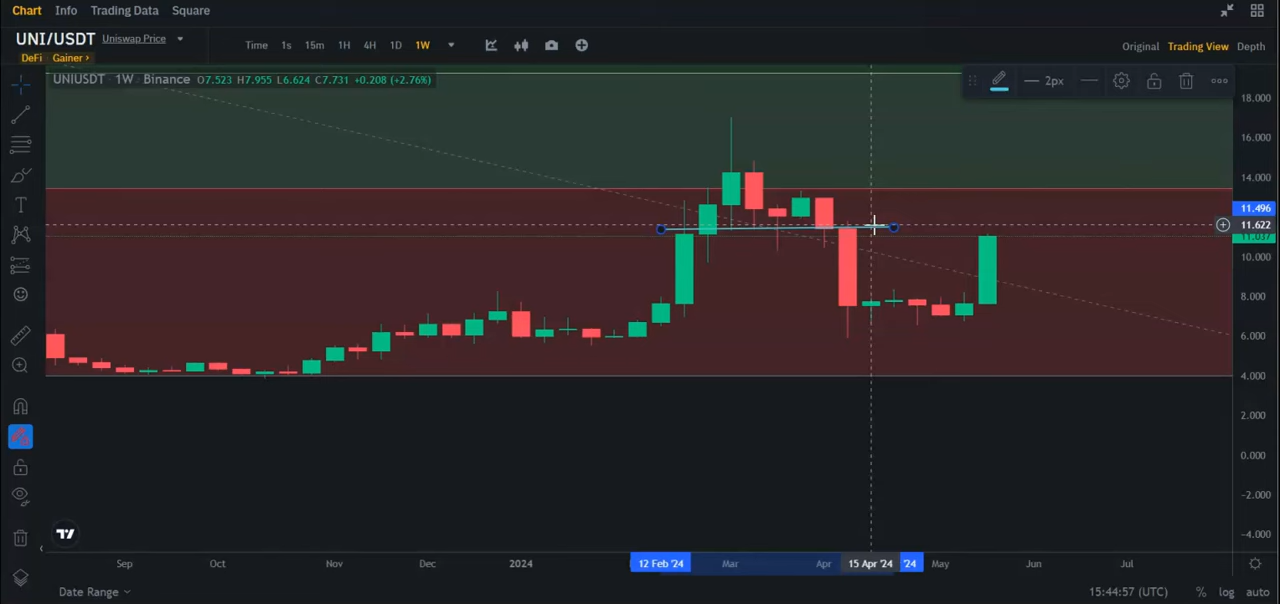 Chart Info Trading Data Square
UNI/USDT Uniswap Price
DeFi Gainer ›
Time 1s 15m 1H 4H 1D 1W
Original Trading View Depth
UNIUSDT · 1W · Binance O7.523 H7.955 L6.624 C7.731 +0.208 (+2.76%)
2px
18.000
16.000
14.000
11.496
11.622
11.037
10.000
8.000
6.000
4.000
2.000
0.000
-2.000
-4.000
Sep Oct Nov Dec 2024 12 Feb '24 Mar Apr 15 Apr '24 '24 May Jun Jul
Date Range 15:44:57 (UTC) % log auto